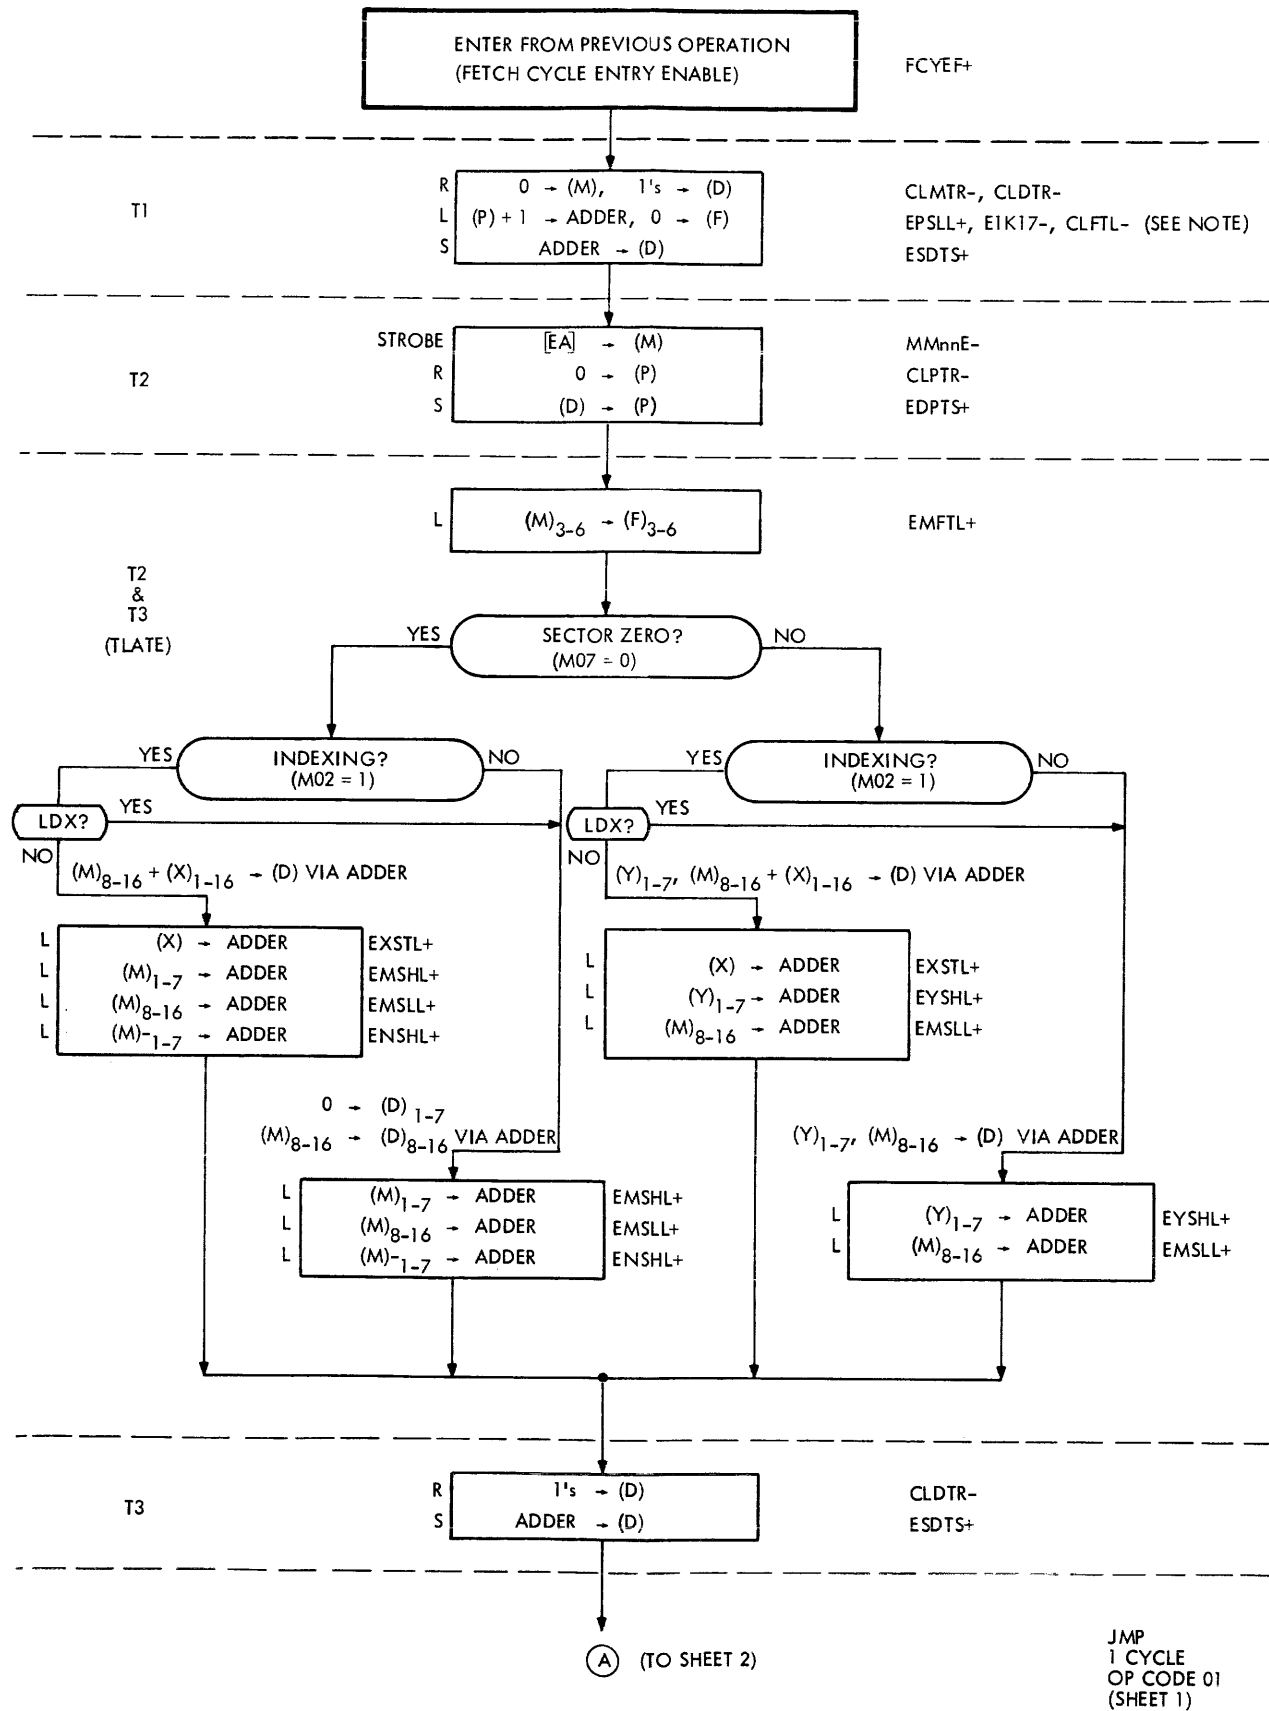 ENTER FROM PREVIOUS OPERATION
(FETCH CYCLE ENTRY ENABLE)
FCYEF+
T1
R 0 → (M), 1's → (D) CLMTR-, CLDTR-
L (P) + 1 → ADDER, 0 → (F) EPSLL+, E1K17-, CLFTL- (SEE NOTE)
S ADDER → (D) ESDTS+
T2
STROBE [EA] → (M) MMnnE-
R 0 → (P) CLPTR-
S (D) → (P) EDPTS+
L (M)3-6 → (F)3-6 EMFTL+
T2
&
T3
(TLATE)
YES SECTOR ZERO? NO
(M07 = 0)
YES INDEXING? NO
(M02 = 1)
YES INDEXING? NO
(M02 = 1)
LDX? YES
NO
LDX? YES
NO
(M)8-16 + (X)1-16 → (D) VIA ADDER
(Y)1-7, (M)8-16 + (X)1-16 → (D) VIA ADDER
L (X) → ADDER EXSTL+
L (M)1-7 → ADDER EMSHL+
L (M)8-16 → ADDER EMSLL+
L (M)-1-7 → ADDER ENSHL+
L (X) → ADDER EXSTL+
L (Y)1-7 → ADDER EYSHL+
L (M)8-16 → ADDER EMSLL+
0 → (D)1-7
(M)8-16 → (D)8-16 VIA ADDER
(Y)1-7, (M)8-16 → (D) VIA ADDER
L (M)1-7 → ADDER EMSHL+
L (M)8-16 → ADDER EMSLL+
L (M)-1-7 → ADDER ENSHL+
L (Y)1-7 → ADDER EYSHL+
L (M)8-16 → ADDER EMSLL+
T3
R 1's → (D) CLDTR-
S ADDER → (D) ESDTS+
A (TO SHEET 2)
JMP
1 CYCLE
OP CODE 01
(SHEET 1)